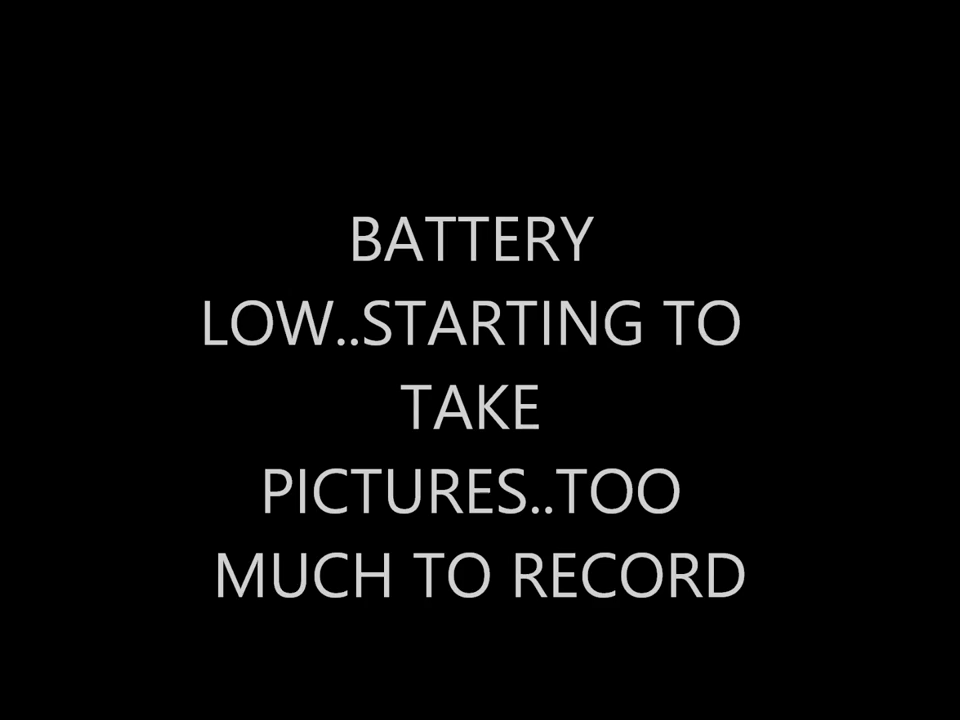 BATTERY
LOW..STARTING TO
TAKE
PICTURES..TOO
MUCH TO RECORD